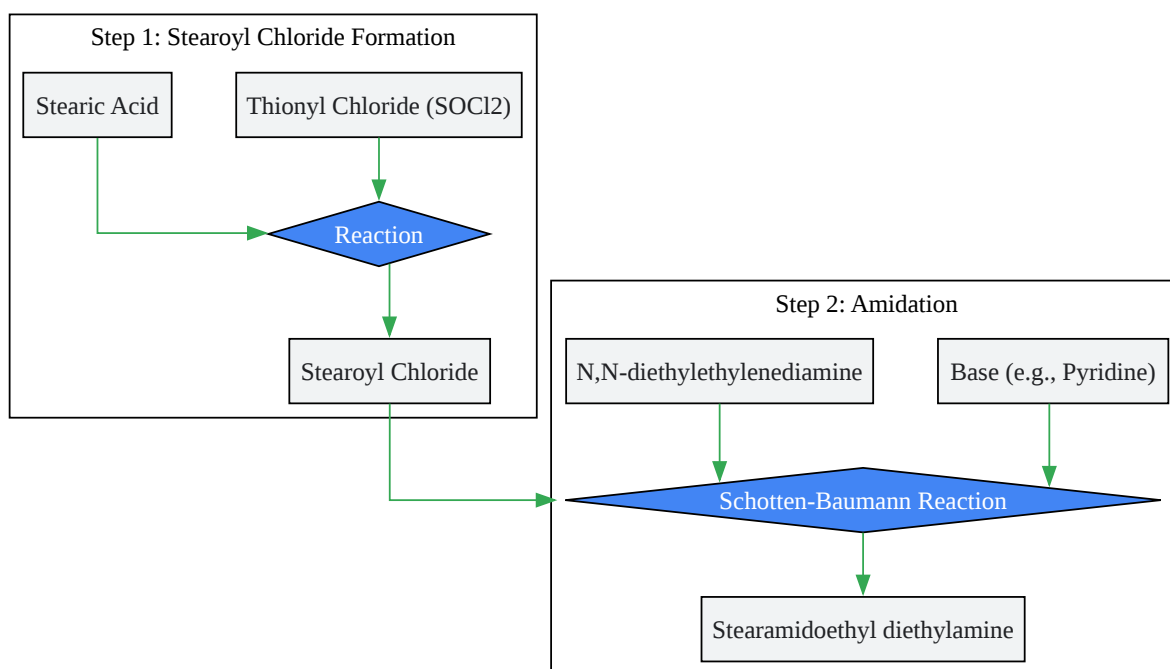 Step 1: Stearoyl Chloride Formation
Stearic Acid
Thionyl Chloride (SOCl2)
Reaction
Stearoyl Chloride
Step 2: Amidation
N,N-diethylethylenediamine
Base (e.g., Pyridine)
Schotten-Baumann Reaction
Stearamidoethyl diethylamine